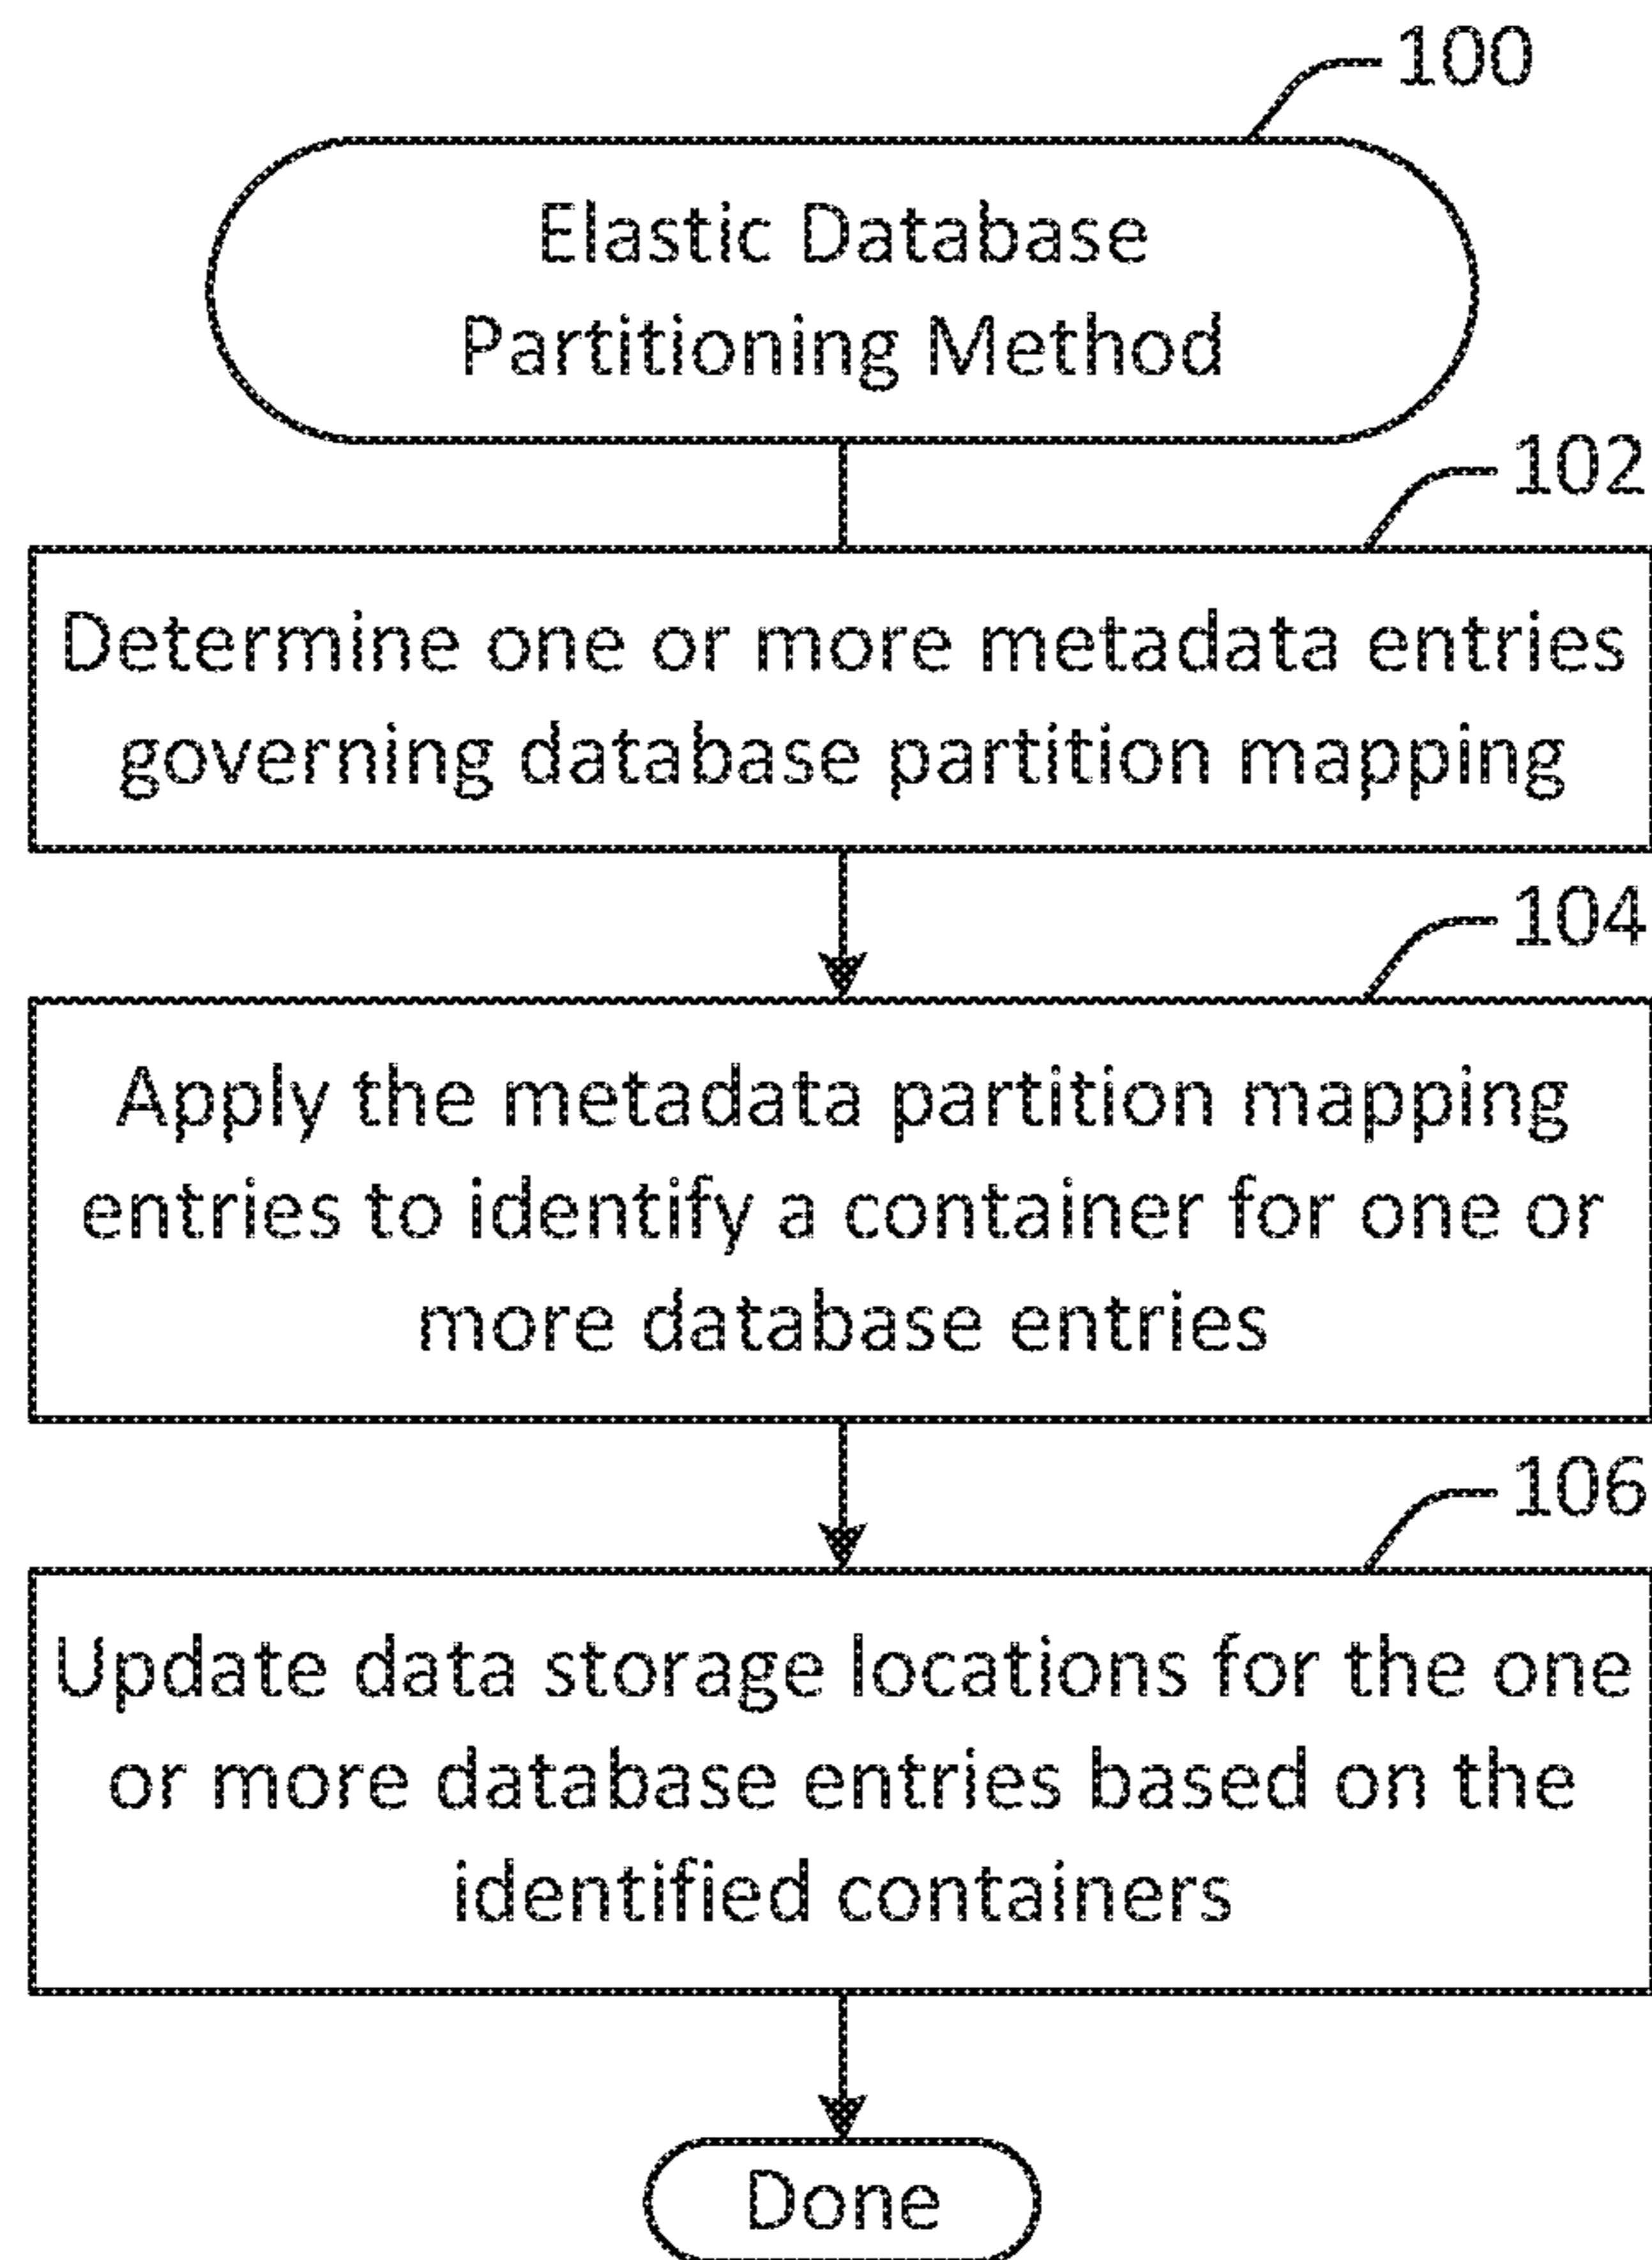 100
Elastic Database
Partitioning Method
102
Determine one or more metadata entries
governing database partition mapping
104
Apply the metadata partition mapping
entries to identify a container for one or
more database entries
106
Update data storage locations for the one
or more database entries based on the
identified containers
Done